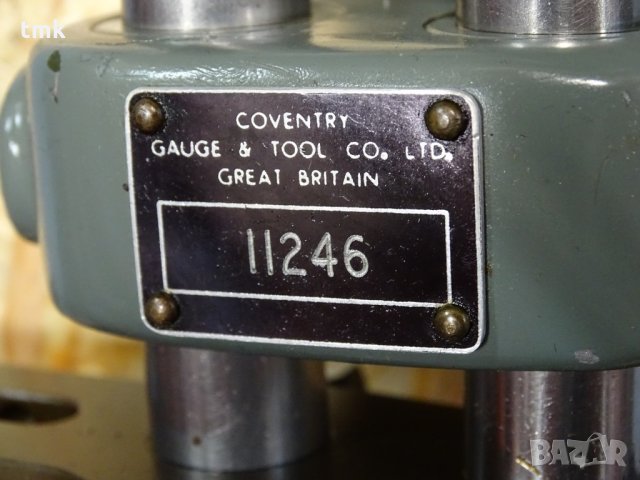 tmk
COVENTRY
GAUGE & TOOL CO. LTD.
GREAT BRITAIN
11246
BAZAR